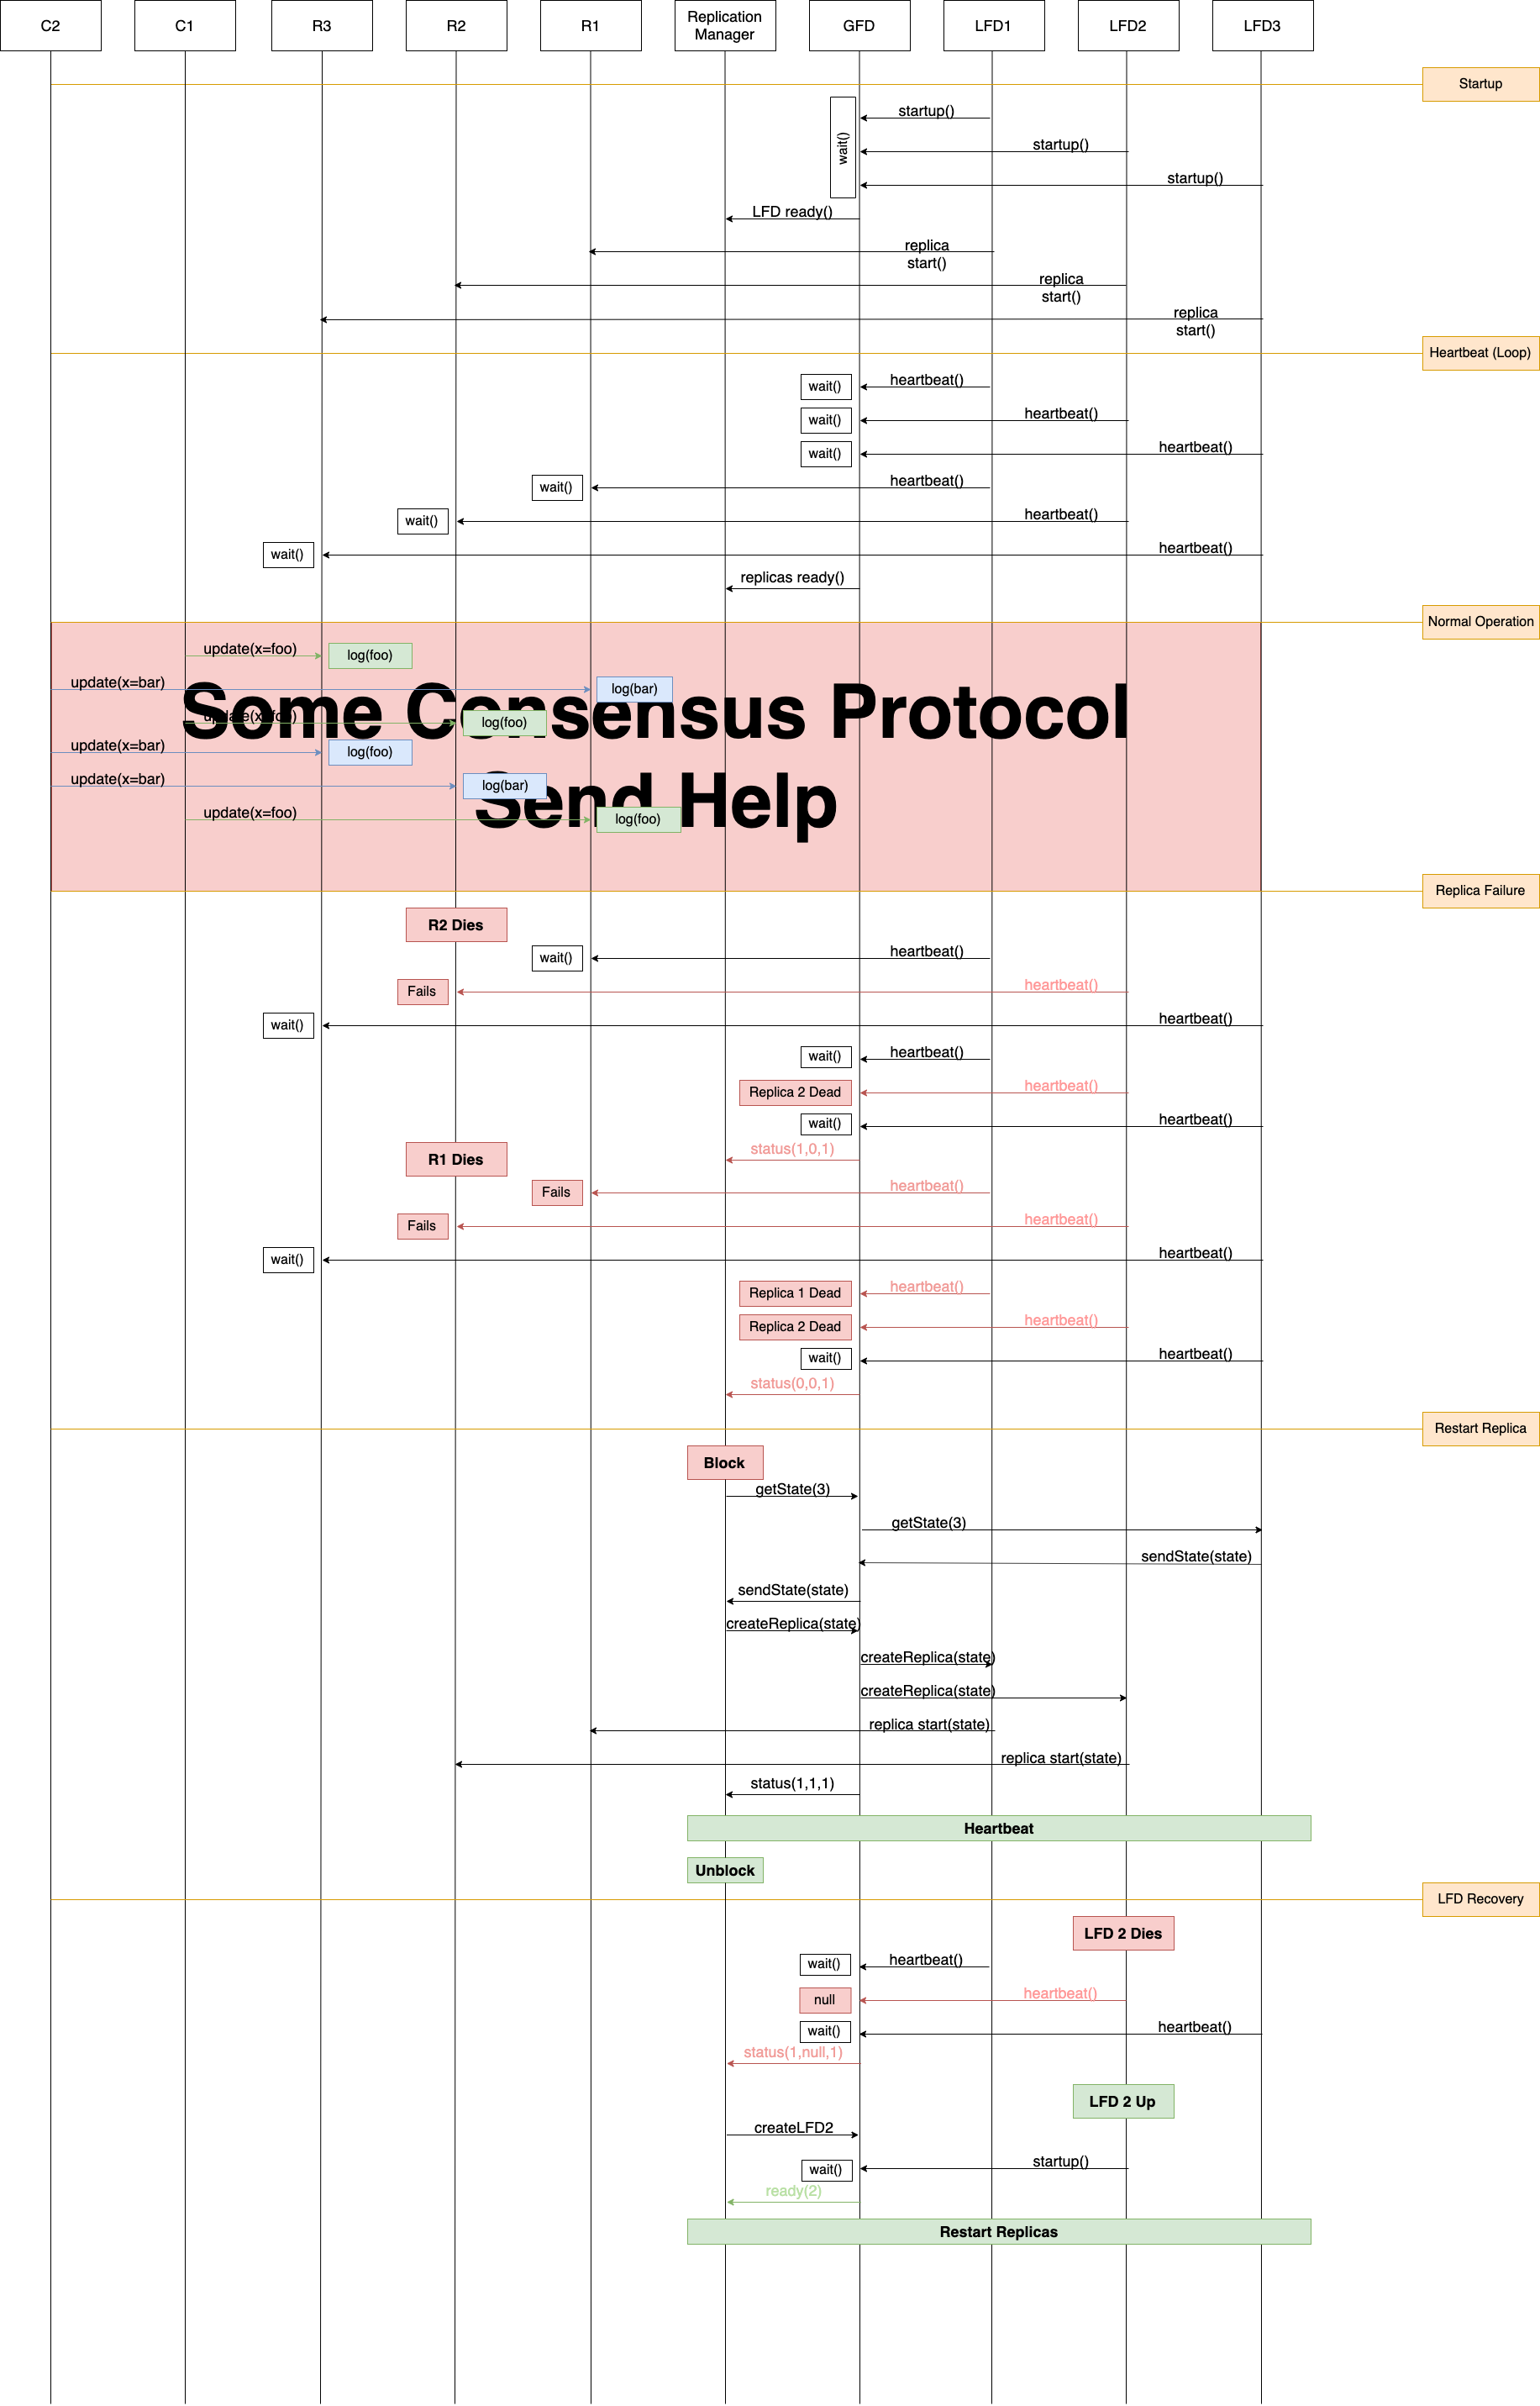 C2 C1 R3 R2 R1 Replication GFD LFD1 LFD2 LFD3
Manager
Startup
startup()
wait()
startup()
startup()
LFD ready()
replica
start()
replica
start()
replica
start()
Heartbeat (Loop)
wait() heartbeat()
wait() heartbeat()
wait() heartbeat()
wait() heartbeat()
wait() heartbeat()
wait() heartbeat()
replicas ready()
Normal Operation
update(x=foo) log(foo)
update(x=bar) log(bar)
Some Consensus Protocol
update(x=foo) log(foo)
update(x=bar) log(foo)
update(x=bar) log(bar)
Send Help
update(x=foo) log(foo)
Replica Failure
R2 Dies
wait() heartbeat()
Fails heartbeat()
wait() heartbeat()
wait() heartbeat()
Replica 2 Dead heartbeat()
wait() heartbeat()
status(1,0,1)
R1 Dies
Fails heartbeat()
Fails heartbeat()
wait() heartbeat()
Replica 1 Dead heartbeat()
Replica 2 Dead heartbeat()
wait() heartbeat()
status(0,0,1)
Restart Replica
Block
getState(3)
getState(3)
sendState(state)
sendState(state)
createReplica(state)
createReplica(state)
createReplica(state)
replica start(state)
replica start(state)
status(1,1,1)
Heartbeat
Unblock
LFD Recovery
LFD 2 Dies
wait() heartbeat()
null heartbeat()
wait() heartbeat()
status(1,null,1)
LFD 2 Up
createLFD2
wait() startup()
ready(2)
Restart Replicas